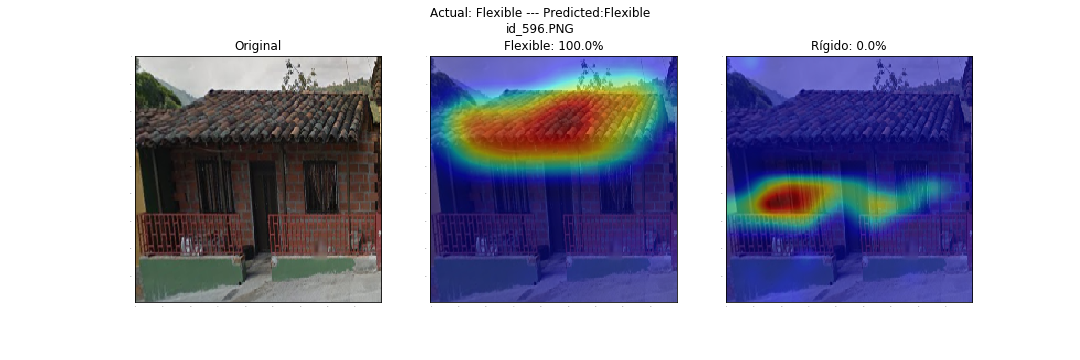 Actual: Flexible --- Predicted:Flexible
id_596.PNG
Original
Flexible: 100.0%
Rígido: 0.0%